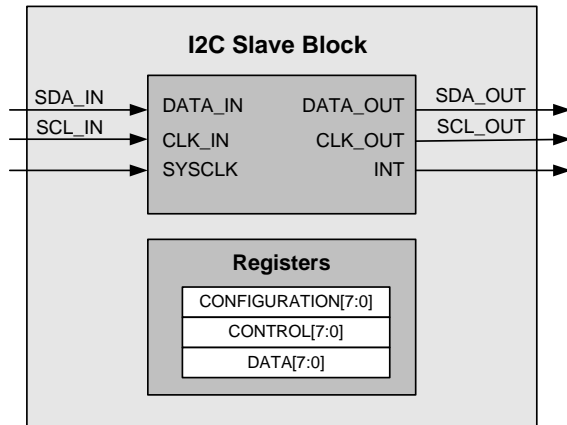 I2C Slave Block
SDA_IN
SCL_IN
DATA_IN
CLK_IN
SYSCLK
DATA_OUT
CLK_OUT
INT
SDA_OUT
SCL_OUT
Registers
CONFIGURATION[7:0]
CONTROL[7:0]
DATA[7:0]